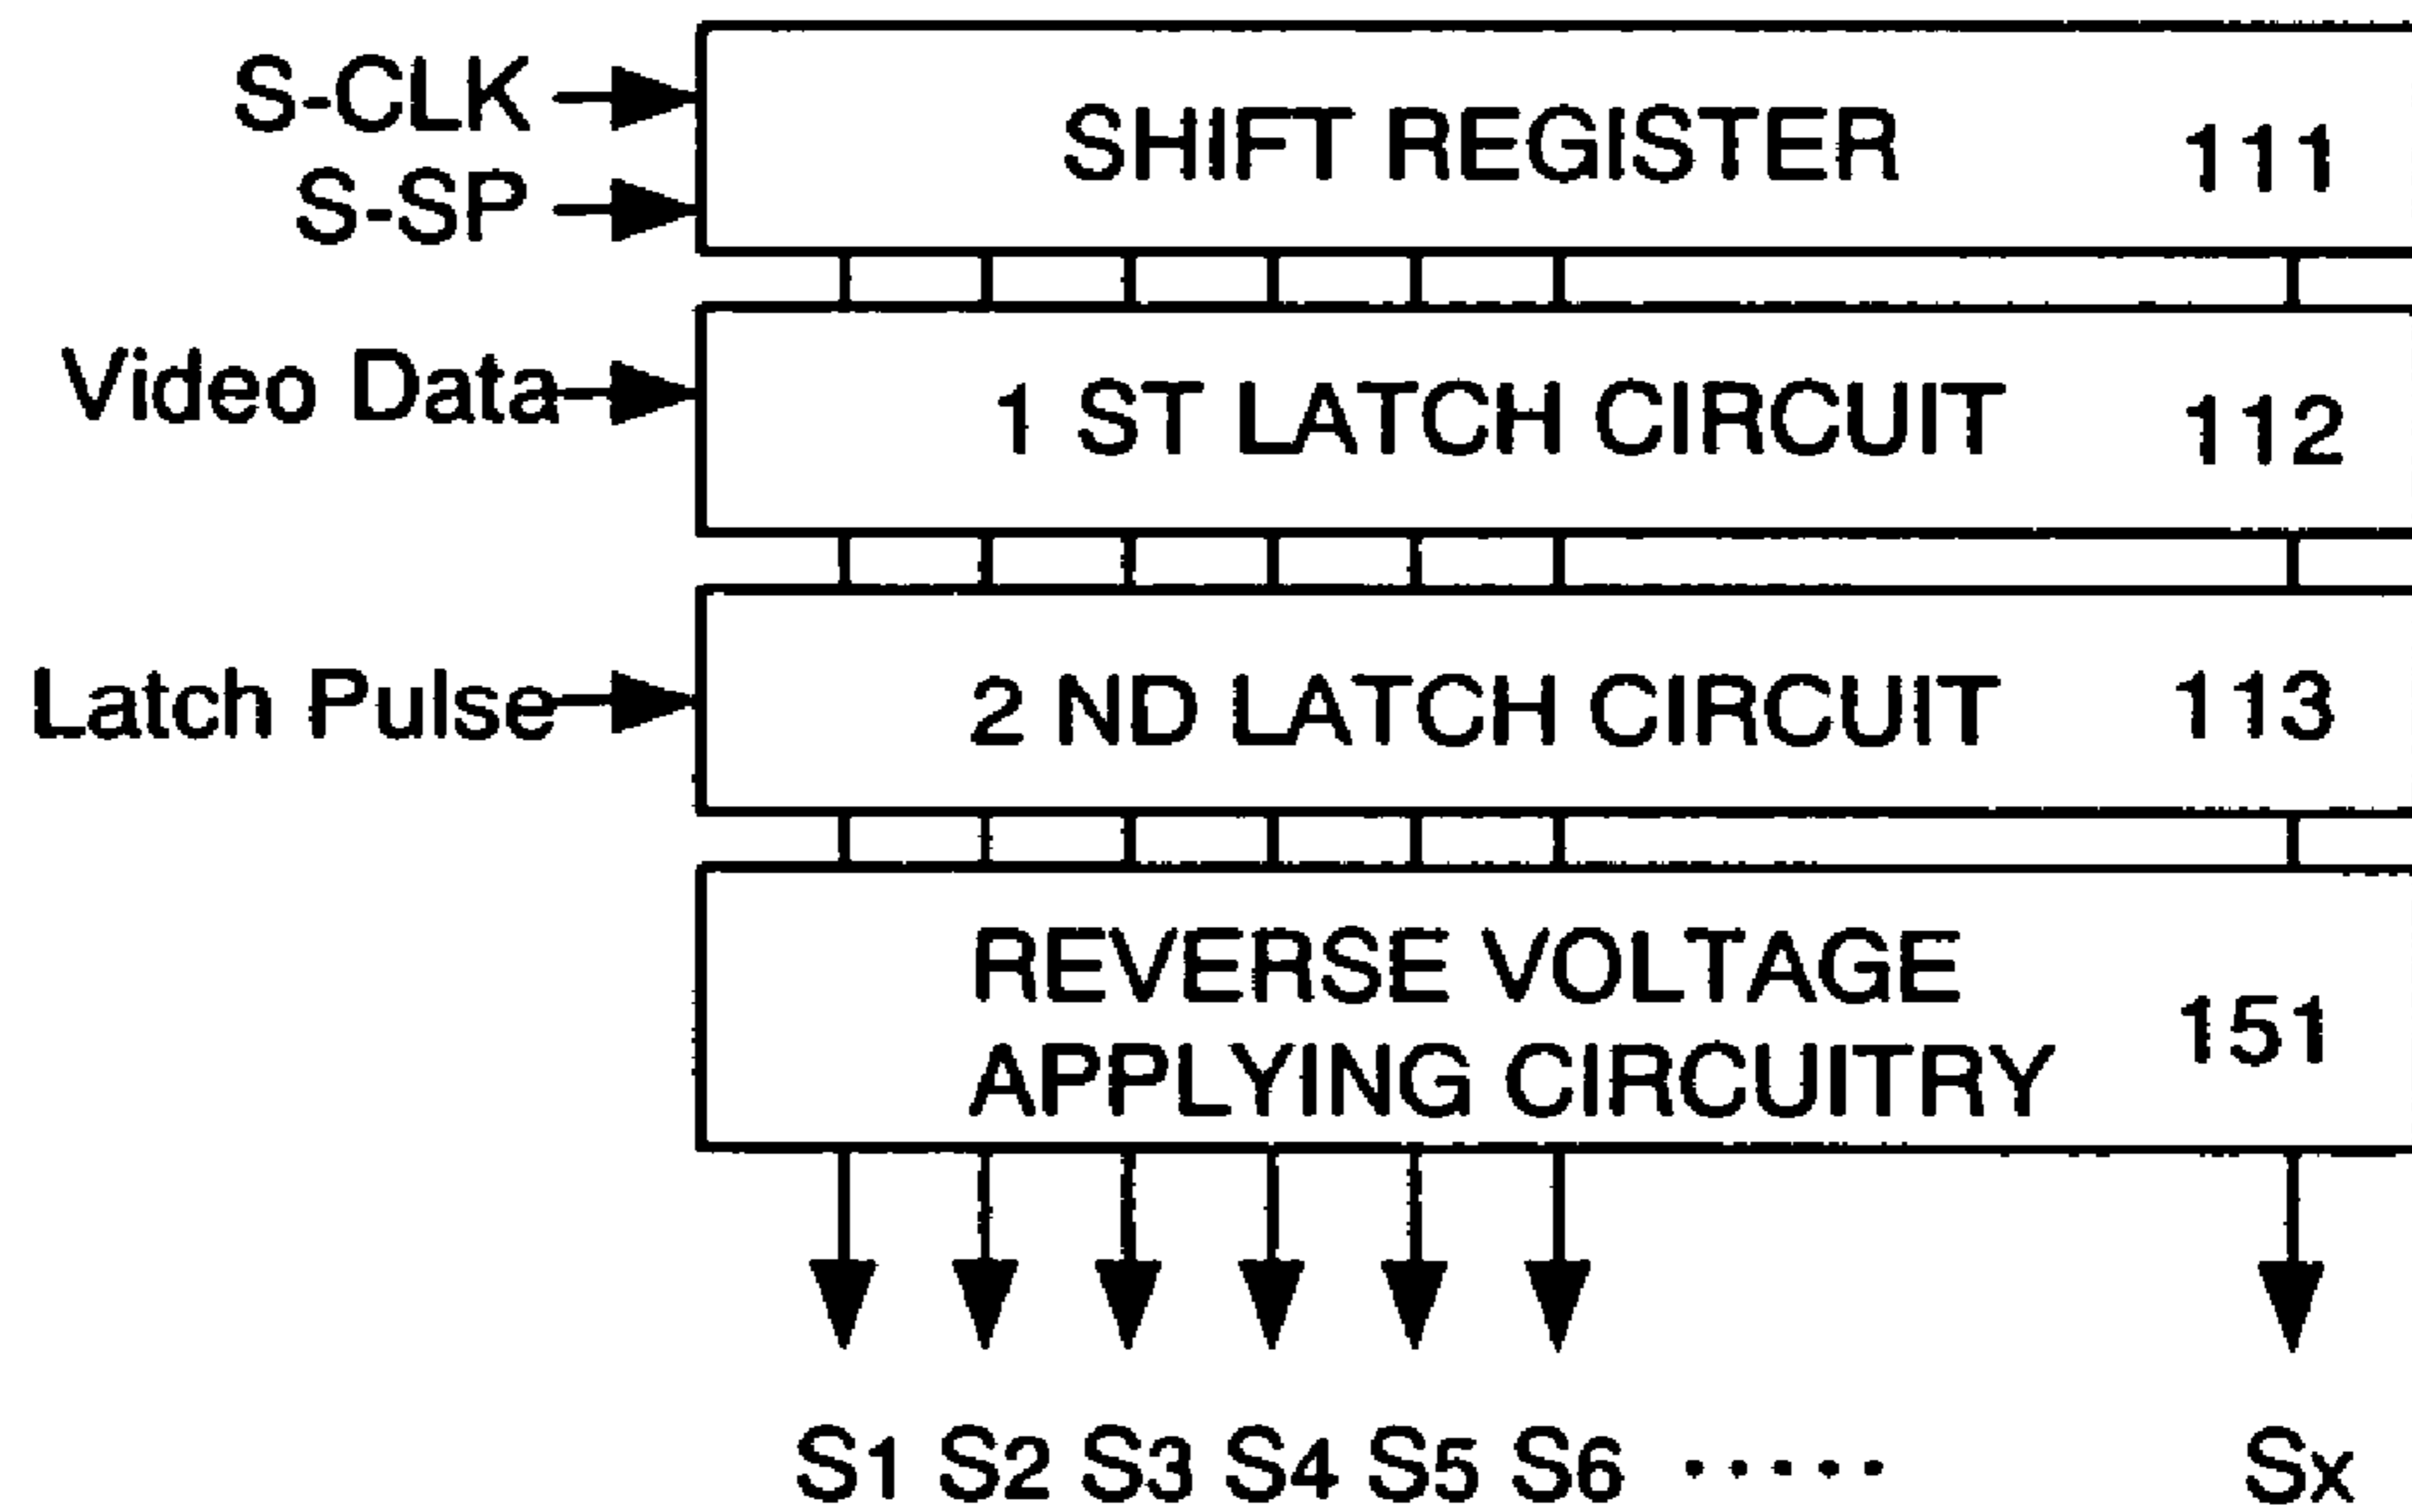 S-CLK
SHIFT REGISTER 111
S-SP
Video Data
1 ST LATCH CIRCUIT 112
Latch Pulse
2 ND LATCH CIRCUIT 113
REVERSE VOLTAGE
APPLYING CIRCUITRY
151
S1 S2 S3 S4 S5 S6 ····· Sx